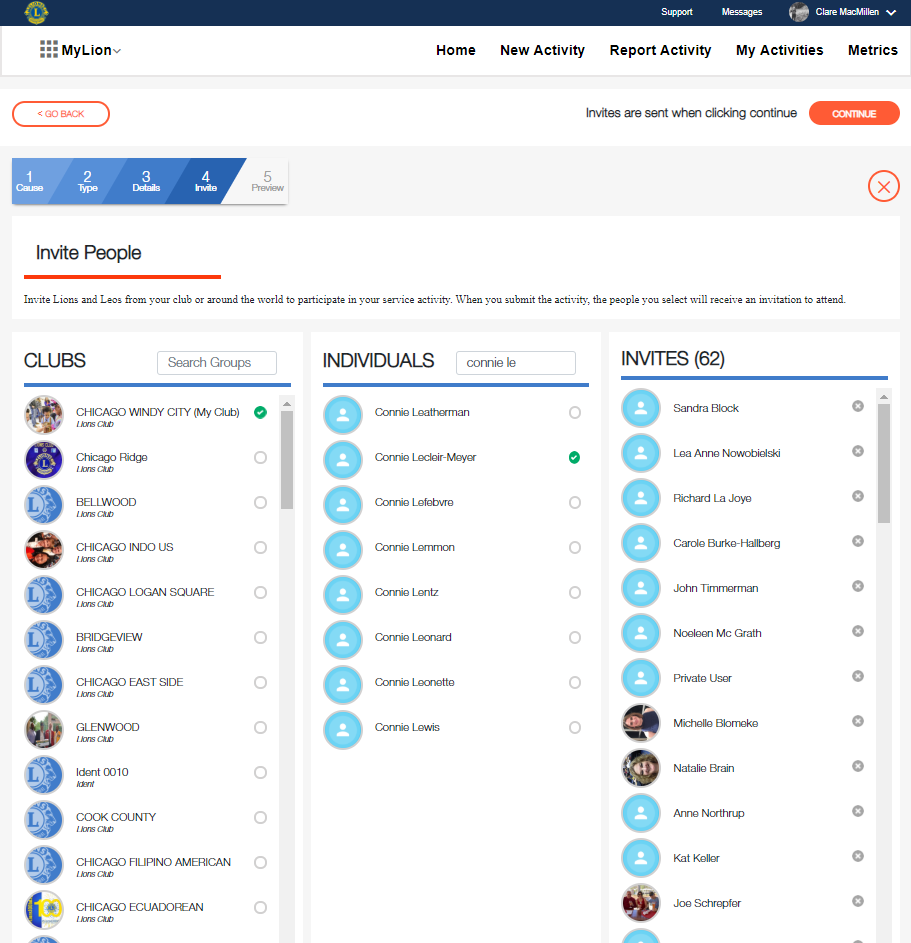 Support Messages Clare MacMillen
MyLion Home New Activity Report Activity My Activities Metrics
< GO BACK Invites are sent when clicking continue CONTINUE
1 2 3 4 5
Cause Type Details Invite Preview
Invite People
Invite Lions and Leos from your club or around the world to participate in your service activity. When you submit the activity, the people you select will receive an invitation to attend.
CLUBS Search Groups
CHICAGO WINDY CITY (My Club)
Lions Club
Chicago Ridge
Lions Club
BELLWOOD
Lions Club
CHICAGO INDO US
Lions Club
CHICAGO LOGAN SQUARE
Lions Club
BRIDGEVIEW
Lions Club
CHICAGO EAST SIDE
Lions Club
GLENWOOD
Lions Club
Ident 0010
Ident
COOK COUNTY
Lions Club
CHICAGO FILIPINO AMERICAN
Lions Club
CHICAGO ECUADOREAN
Lions Club
INDIVIDUALS connie le
Connie Leatherman
Connie Lecleir-Meyer
Connie Lefebvre
Connie Lemmon
Connie Lentz
Connie Leonard
Connie Leonette
Connie Lewis
INVITES (62)
Sandra Block
Lea Anne Nowobielski
Richard La Joye
Carole Burke-Hallberg
John Timmerman
Noeleen Mc Grath
Private User
Michelle Blomeke
Natalie Brain
Anne Northrup
Kat Keller
Joe Schrepfer